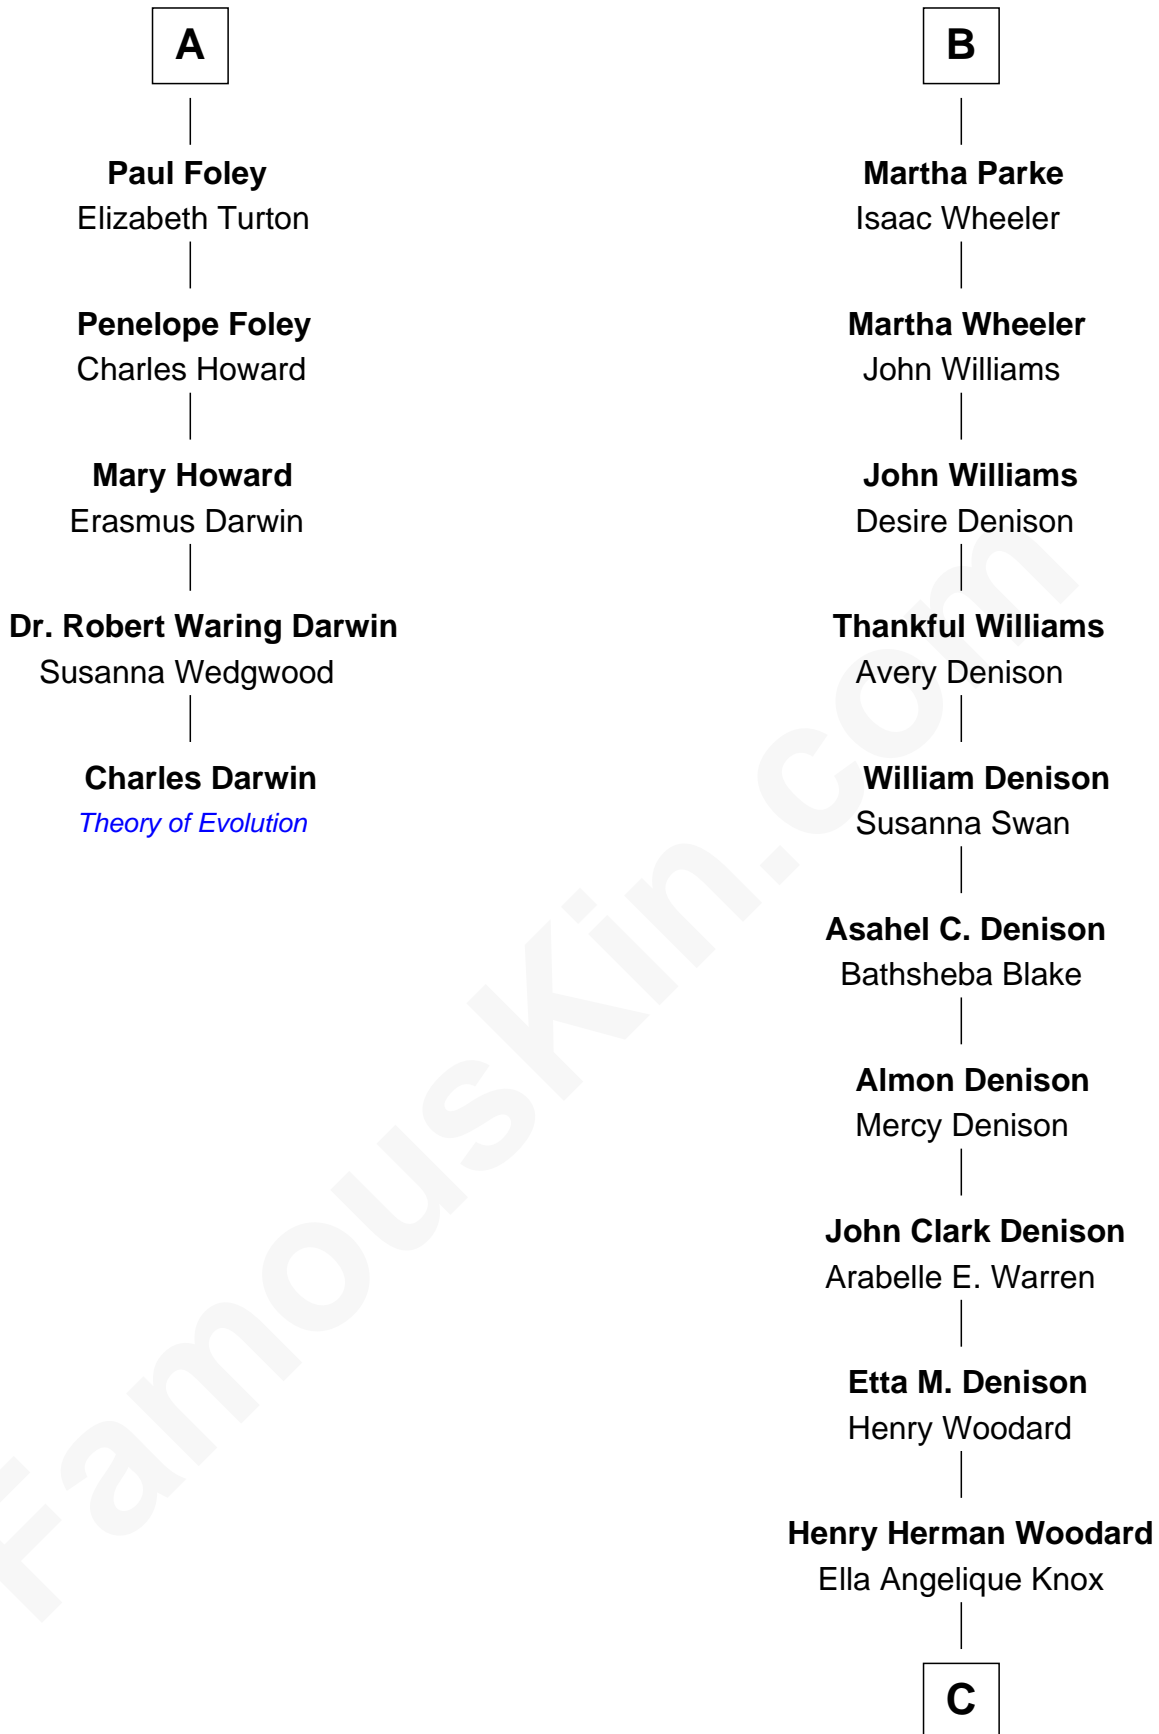 A
Paul Foley
Elizabeth Turton
Penelope Foley
Charles Howard
Mary Howard
Erasmus Darwin
Dr. Robert Waring Darwin
Susanna Wedgwood
Charles Darwin
Theory of Evolution
B
Martha Parke
Isaac Wheeler
Martha Wheeler
John Williams
John Williams
Desire Denison
Thankful Williams
Avery Denison
William Denison
Susanna Swan
Asahel C. Denison
Bathsheba Blake
Almon Denison
Mercy Denison
John Clark Denison
Arabelle E. Warren
Etta M. Denison
Henry Woodard
Henry Herman Woodard
Ella Angelique Knox
C
FamousKin.com